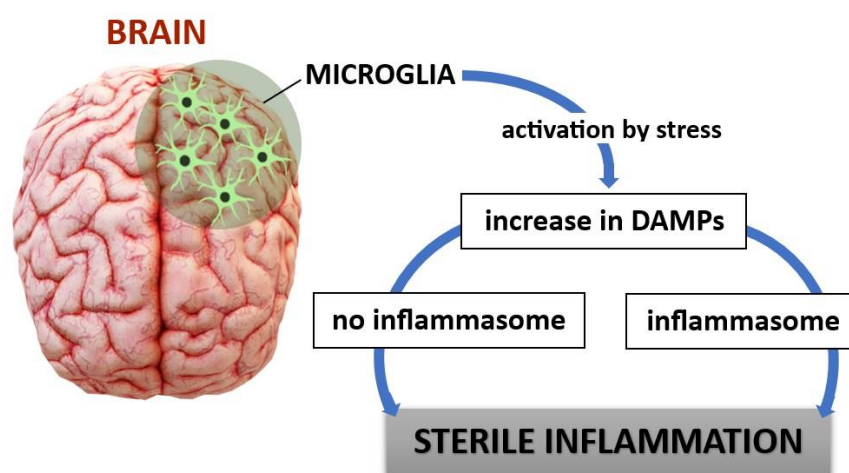 BRAIN
MICROGLIA
activation by stress
increase in DAMPs
no inflammasome
inflammasome
STERILE INFLAMMATION